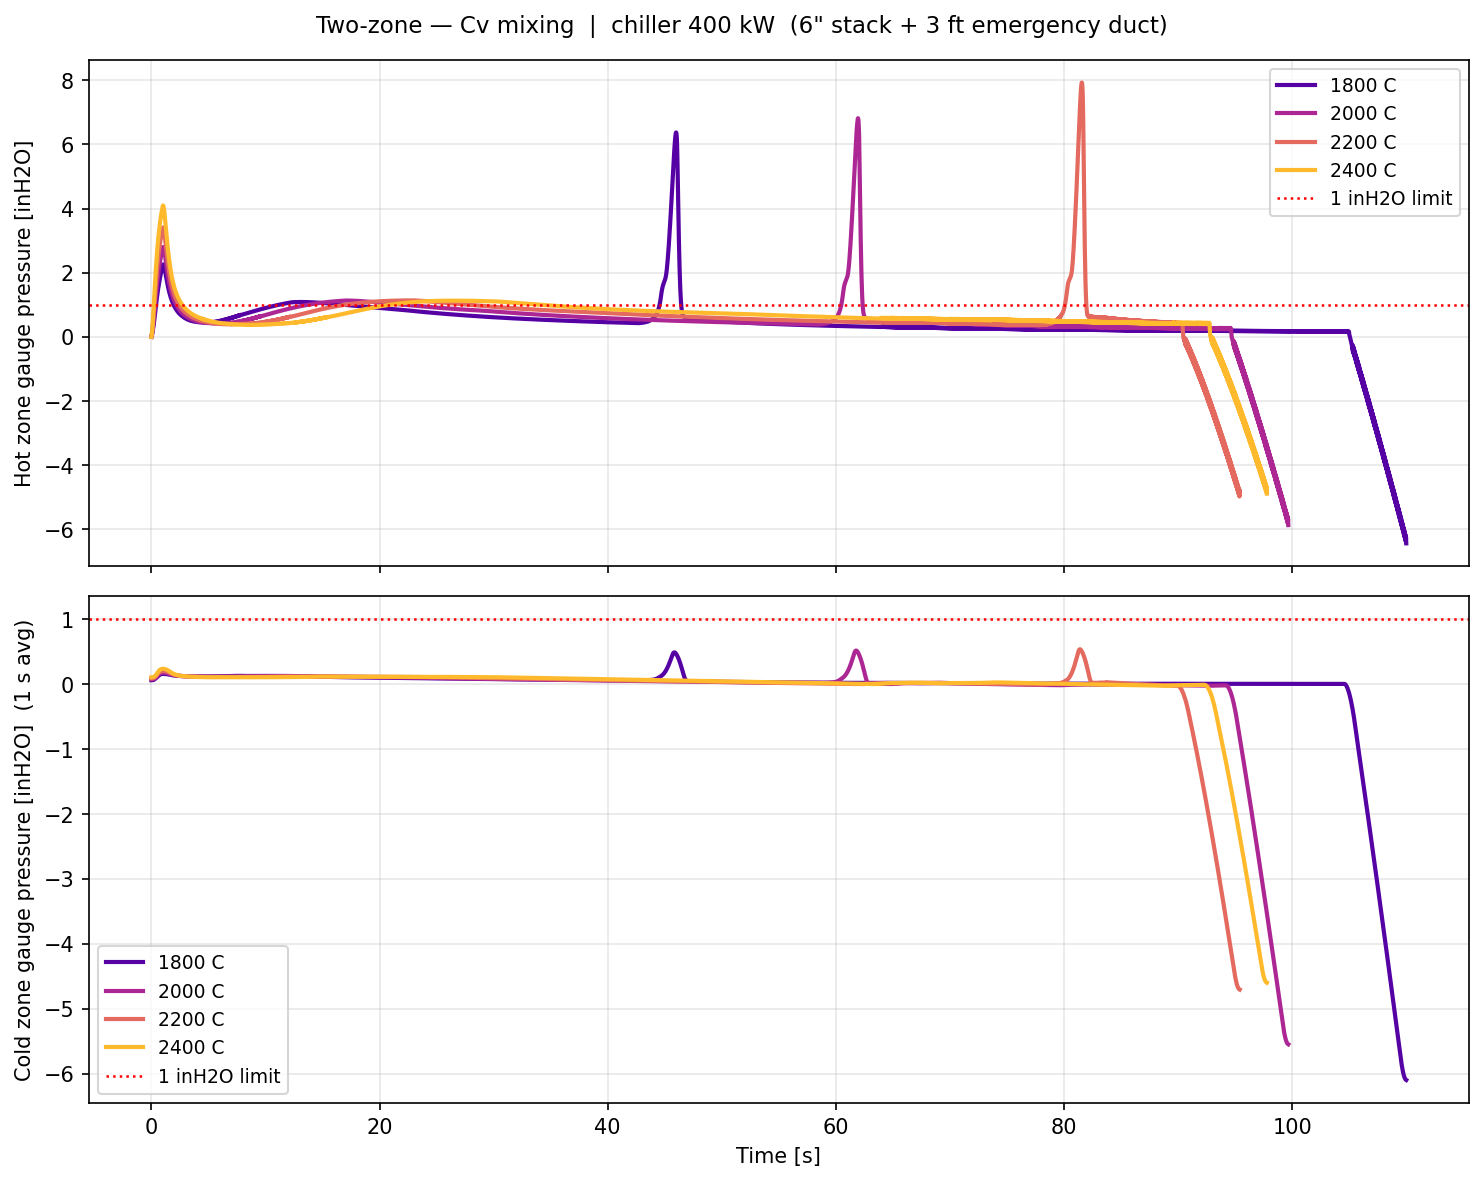 Two-zone — Cv mixing | chiller 400 kW (6" stack + 3 ft emergency duct)
Hot zone gauge pressure [inH2O]
8
6
4
2
0
−2
−4
−6
1800 C
2000 C
2200 C
2400 C
1 inH2O limit
Cold zone gauge pressure [inH2O] (1 s avg)
1
0
−1
−2
−3
−4
−5
−6
1800 C
2000 C
2200 C
2400 C
1 inH2O limit
0
20
40
60
80
100
Time [s]